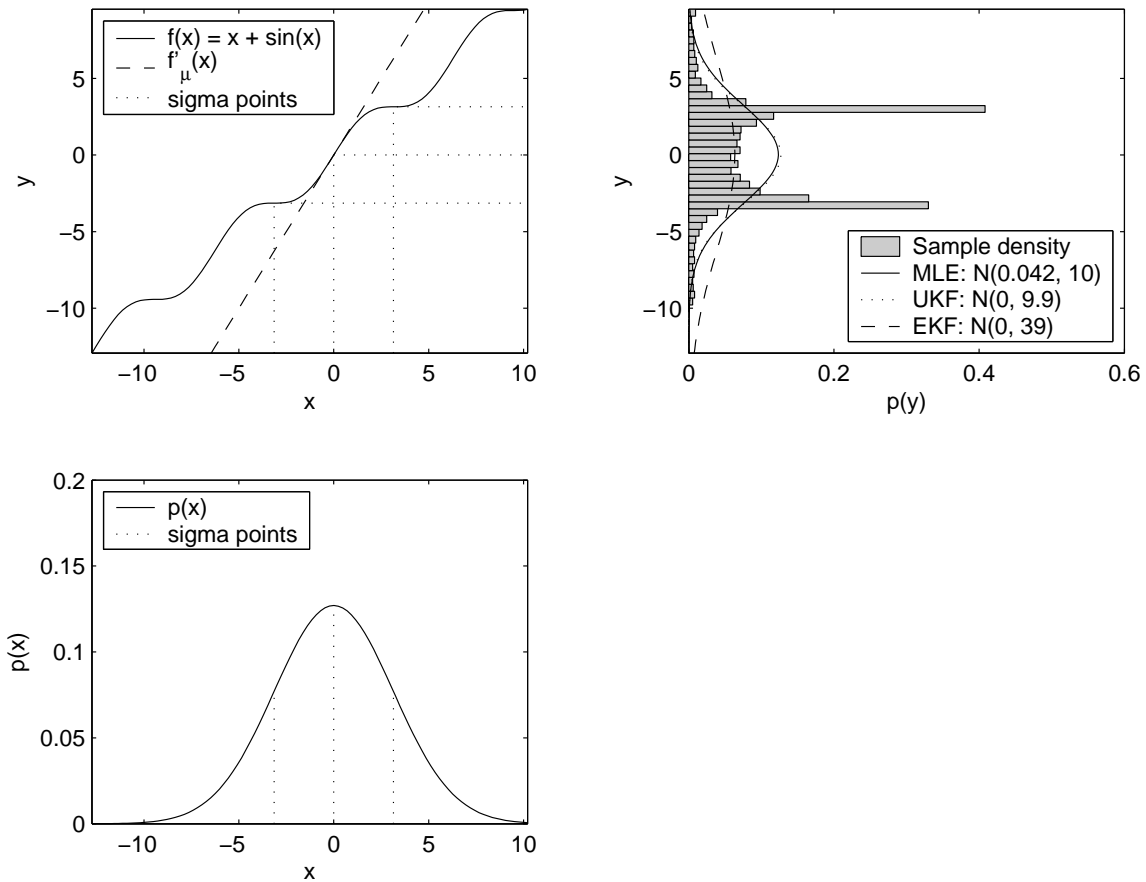 f(x) = x + sin(x)
f'μ(x)
sigma points
5
0
−5
−10
y
−10 −5 0 5 10
x
Sample density
MLE: N(0.042, 10)
UKF: N(0, 9.9)
EKF: N(0, 39)
5
0
−5
−10
y
0 0.2 0.4 0.6
p(y)
p(x)
sigma points
0.2
0.15
0.1
0.05
0
p(x)
−10 −5 0 5 10
x